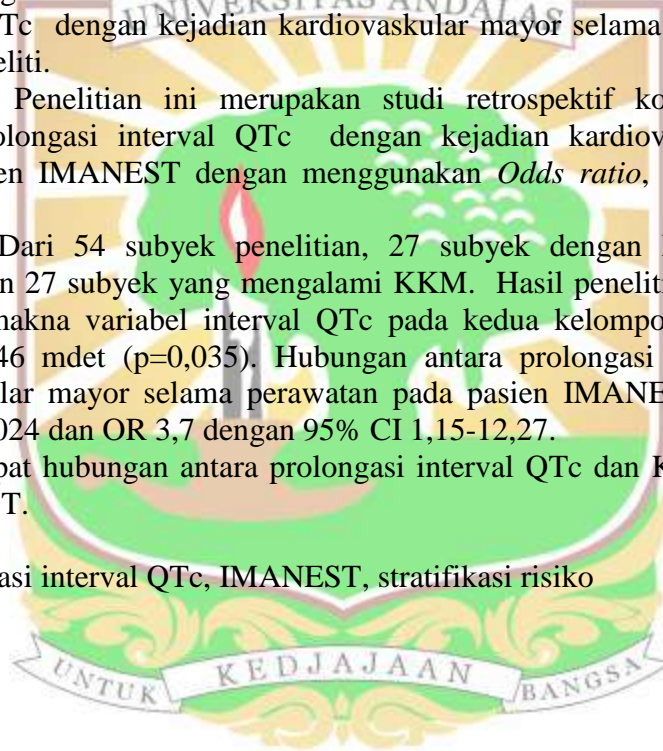 UNIVERSITAS ANDALAS
Tc dengan kejadian kardiovaskular mayor selama
eliti.
Penelitian ini merupakan studi retrospektif ko
olongasi interval QTc dengan kejadian kardiov
en IMANEST dengan menggunakan Odds ratio,
Dari 54 subyek penelitian, 27 subyek dengan
n 27 subyek yang mengalami KKM. Hasil peneliti
makna variabel interval QTc pada kedua kelompo
46 mdet (p=0,035). Hubungan antara prolongasi
lar mayor selama perawatan pada pasien IMANE
024 dan OR 3,7 dengan 95% CI 1,15-12,27.
pat hubungan antara prolongasi interval QTc dan K
T.
asi interval QTc, IMANEST, stratifikasi risiko
UNTUK KEDJAJAAN BANGSA